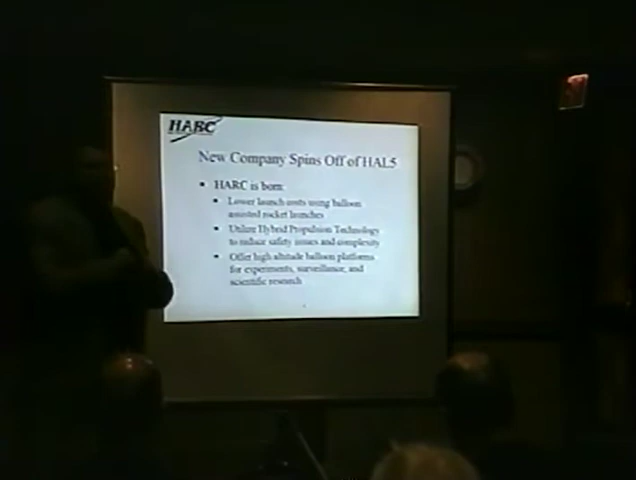 HARC
New Company Spins Off of HAL5
• HARC is born
• Lower launch costs using balloon
assisted rocket launches
• Utilize Hybrid Propulsion Technology
to reduce safety issues and complexity
• Offer high altitude balloon platforms
for experiments, surveillance, and
scientific research